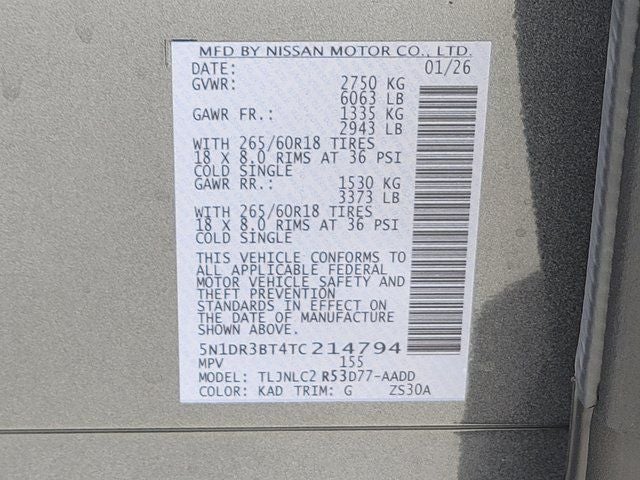 MFD BY NISSAN MOTOR CO., LTD.
DATE: 01/26
GVWR: 2750 KG
6063 LB
GAWR FR.: 1335 KG
2943 LB
WITH 265/60R18 TIRES
18 X 8.0 RIMS AT 36 PSI
COLD SINGLE
GAWR RR.: 1530 KG
3373 LB
WITH 265/60R18 TIRES
18 X 8.0 RIMS AT 36 PSI
COLD SINGLE
THIS VEHICLE CONFORMS TO
ALL APPLICABLE FEDERAL
MOTOR VEHICLE SAFETY AND
THEFT PREVENTION
STANDARDS IN EFFECT ON
THE DATE OF MANUFACTURE
SHOWN ABOVE.
5N1DR3BT4TC214794
MPV 155
MODEL: TLJNLC2 R53D77-AADD
COLOR: KAD TRIM: G ZS30A